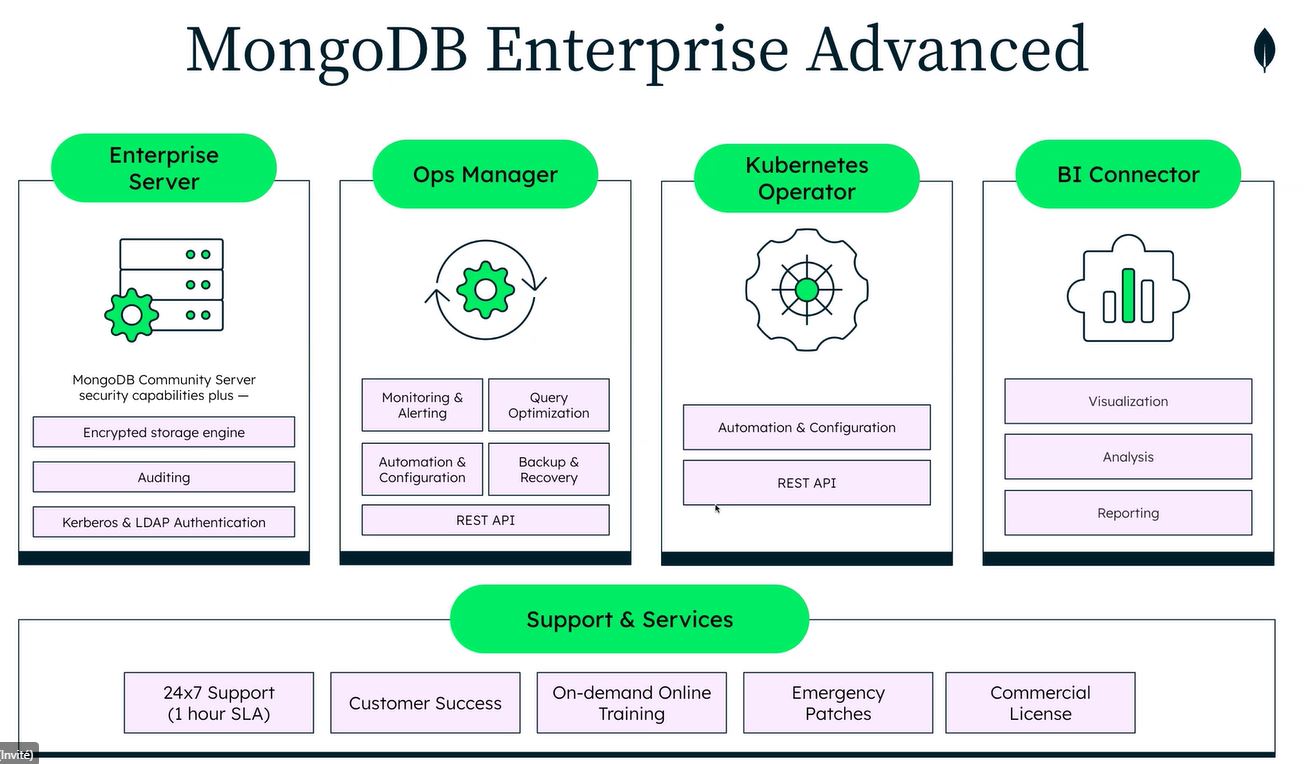 MongoDB Enterprise Advanced
Enterprise
Server
MongoDB Community Server
security capabilities plus —
Encrypted storage engine
Auditing
Kerberos & LDAP Authentication
Ops Manager
Monitoring &
Alerting
Query
Optimization
Automation &
Configuration
Backup &
Recovery
REST API
Kubernetes
Operator
Automation & Configuration
REST API
BI Connector
Visualization
Analysis
Reporting
Support & Services
24x7 Support
(1 hour SLA)
Customer Success
On-demand Online
Training
Emergency
Patches
Commercial
License
(Invité)